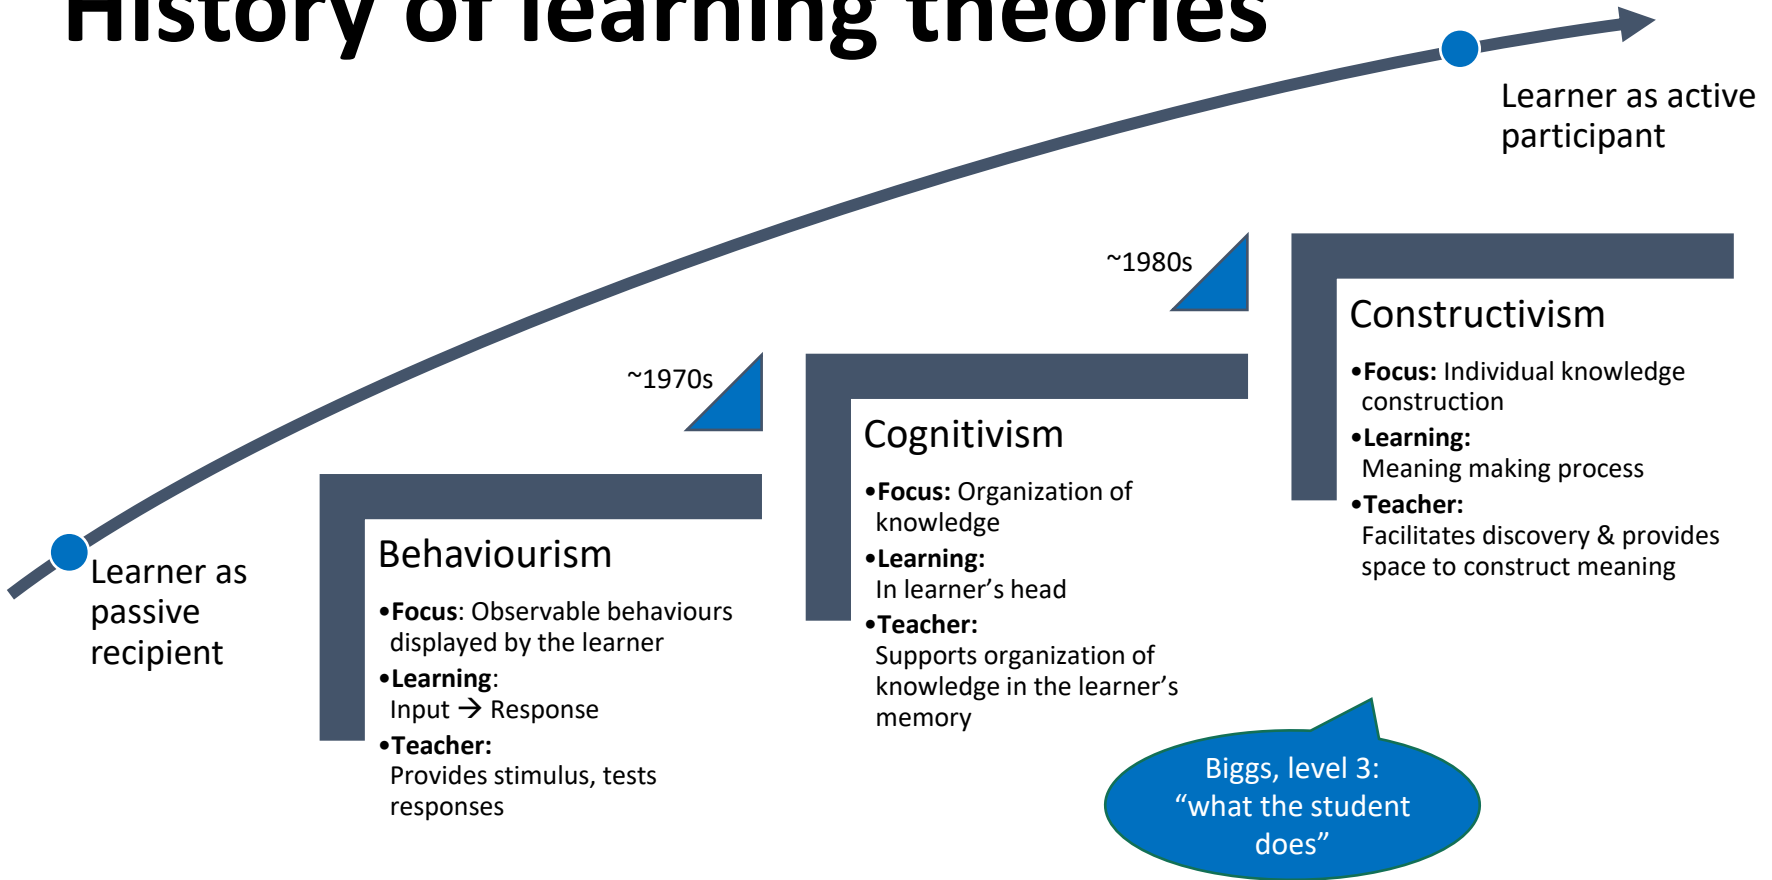 History of learning theories
Learner as active
participant
~1980s
Constructivism
•Focus: Individual knowledge
construction
•Learning:
Meaning making process
•Teacher:
Facilitates discovery & provides
space to construct meaning
~1970s
Cognitivism
•Focus: Organization of
knowledge
•Learning:
In learner’s head
•Teacher:
Supports organization of
knowledge in the learner’s
memory
Learner as
passive
recipient
Behaviourism
•Focus: Observable behaviours
displayed by the learner
•Learning:
Input → Response
•Teacher:
Provides stimulus, tests
responses
Biggs, level 3:
“what the student
does”